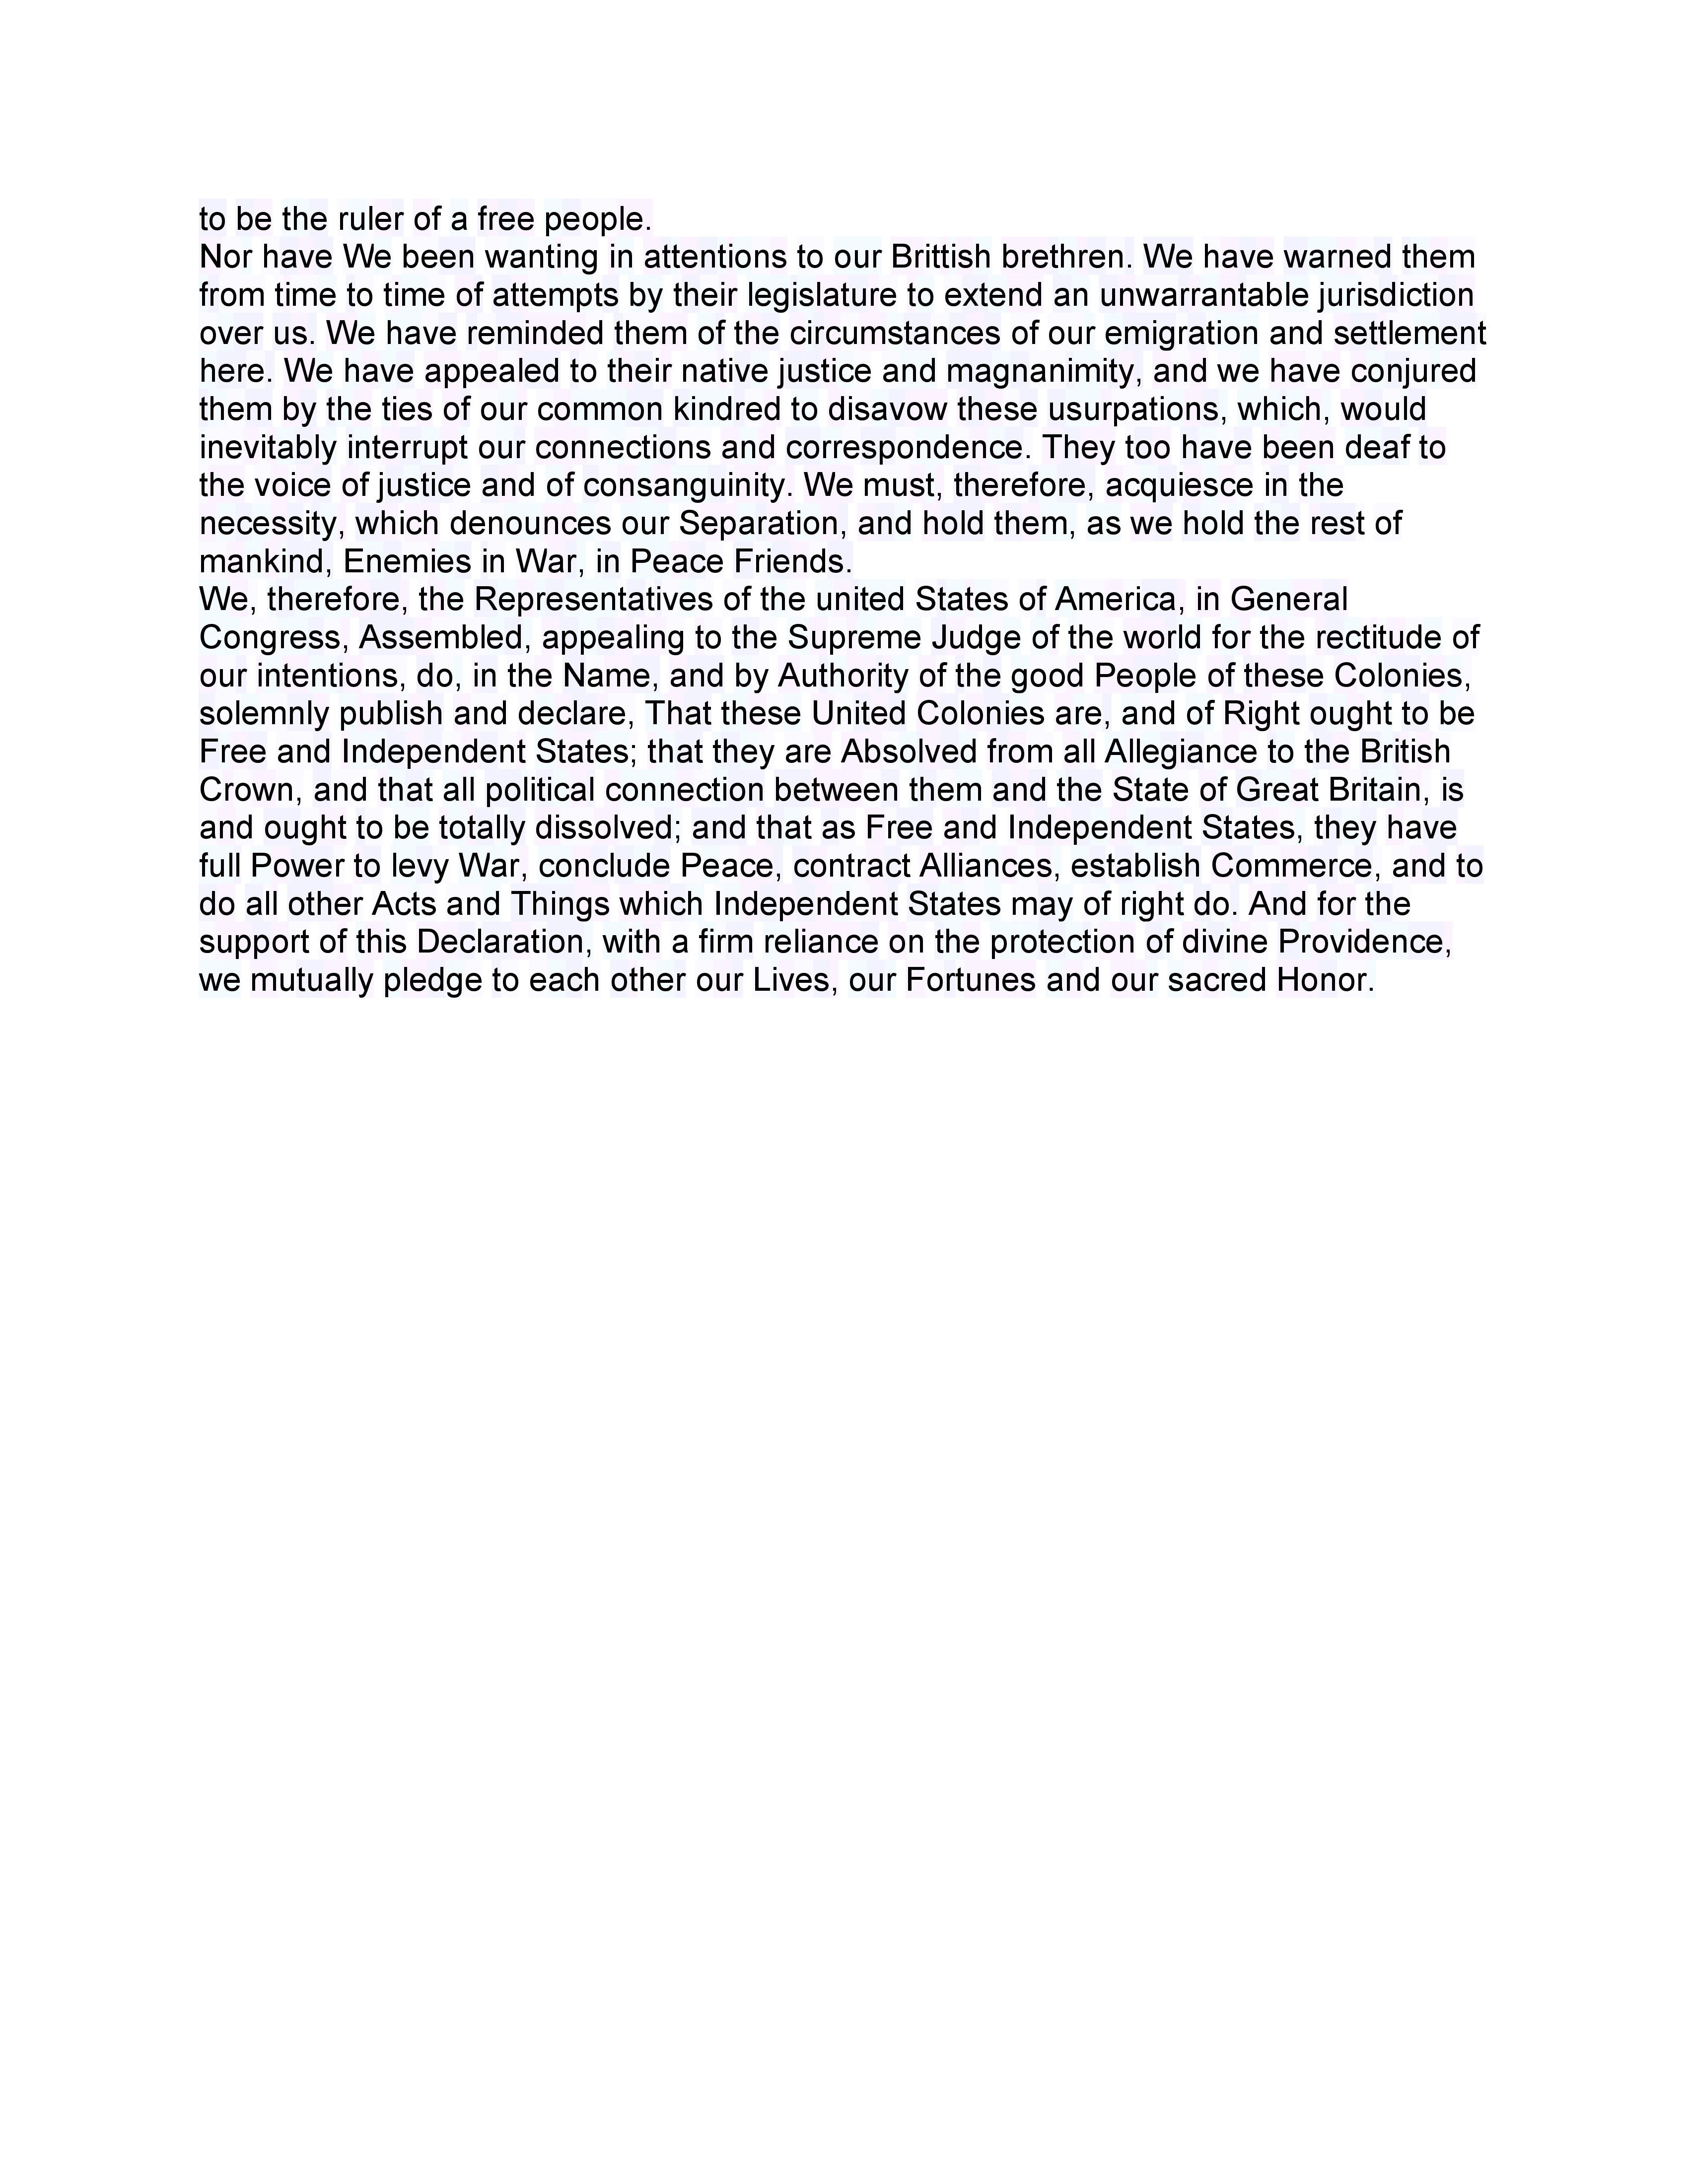 to be the ruler of a free people.
Nor have We been wanting in attentions to our Brittish brethren. We have warned them
from time to time of attempts by their legislature to extend an unwarrantable jurisdiction
over us. We have reminded them of the circumstances of our emigration and settlement
here. We have appealed to their native justice and magnanimity, and we have conjured
them by the ties of our common kindred to disavow these usurpations, which, would
inevitably interrupt our connections and correspondence. They too have been deaf to
the voice of justice and of consanguinity. We must, therefore, acquiesce in the
necessity, which denounces our Separation, and hold them, as we hold the rest of
mankind, Enemies in War, in Peace Friends.
We, therefore, the Representatives of the united States of America, in General
Congress, Assembled, appealing to the Supreme Judge of the world for the rectitude of
our intentions, do, in the Name, and by Authority of the good People of these Colonies,
solemnly publish and declare, That these United Colonies are, and of Right ought to be
Free and Independent States; that they are Absolved from all Allegiance to the British
Crown, and that all political connection between them and the State of Great Britain, is
and ought to be totally dissolved; and that as Free and Independent States, they have
full Power to levy War, conclude Peace, contract Alliances, establish Commerce, and to
do all other Acts and Things which Independent States may of right do. And for the
support of this Declaration, with a firm reliance on the protection of divine Providence,
we mutually pledge to each other our Lives, our Fortunes and our sacred Honor.